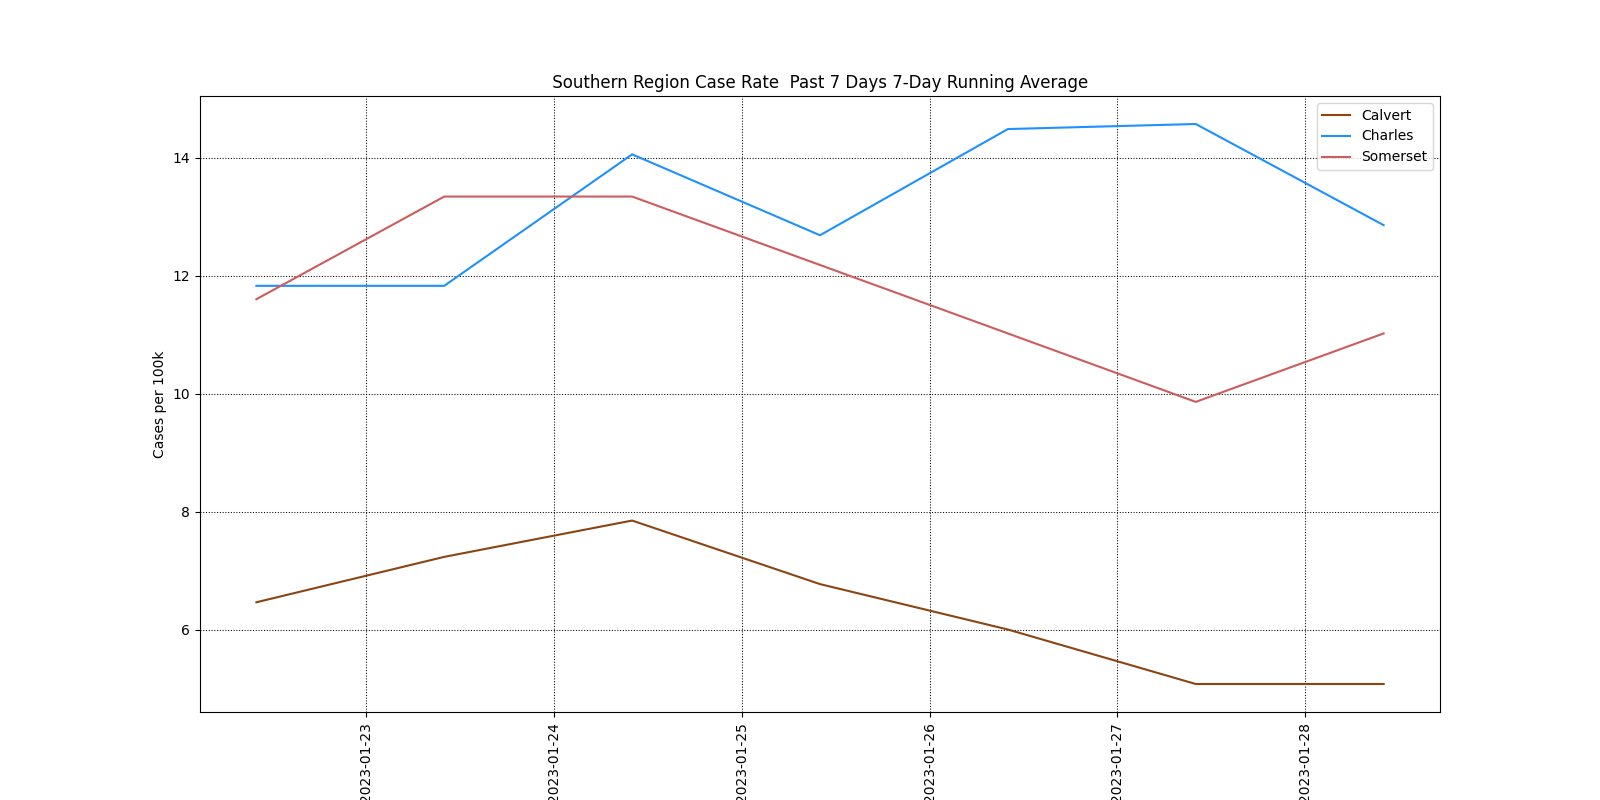 Southern Region Case Rate  Past 7 Days 7-Day Running Average
Calvert
Charles
Somerset
Cases per 100k
14
12
10
8
6
2023-01-23
2023-01-24
2023-01-25
2023-01-26
2023-01-27
2023-01-28